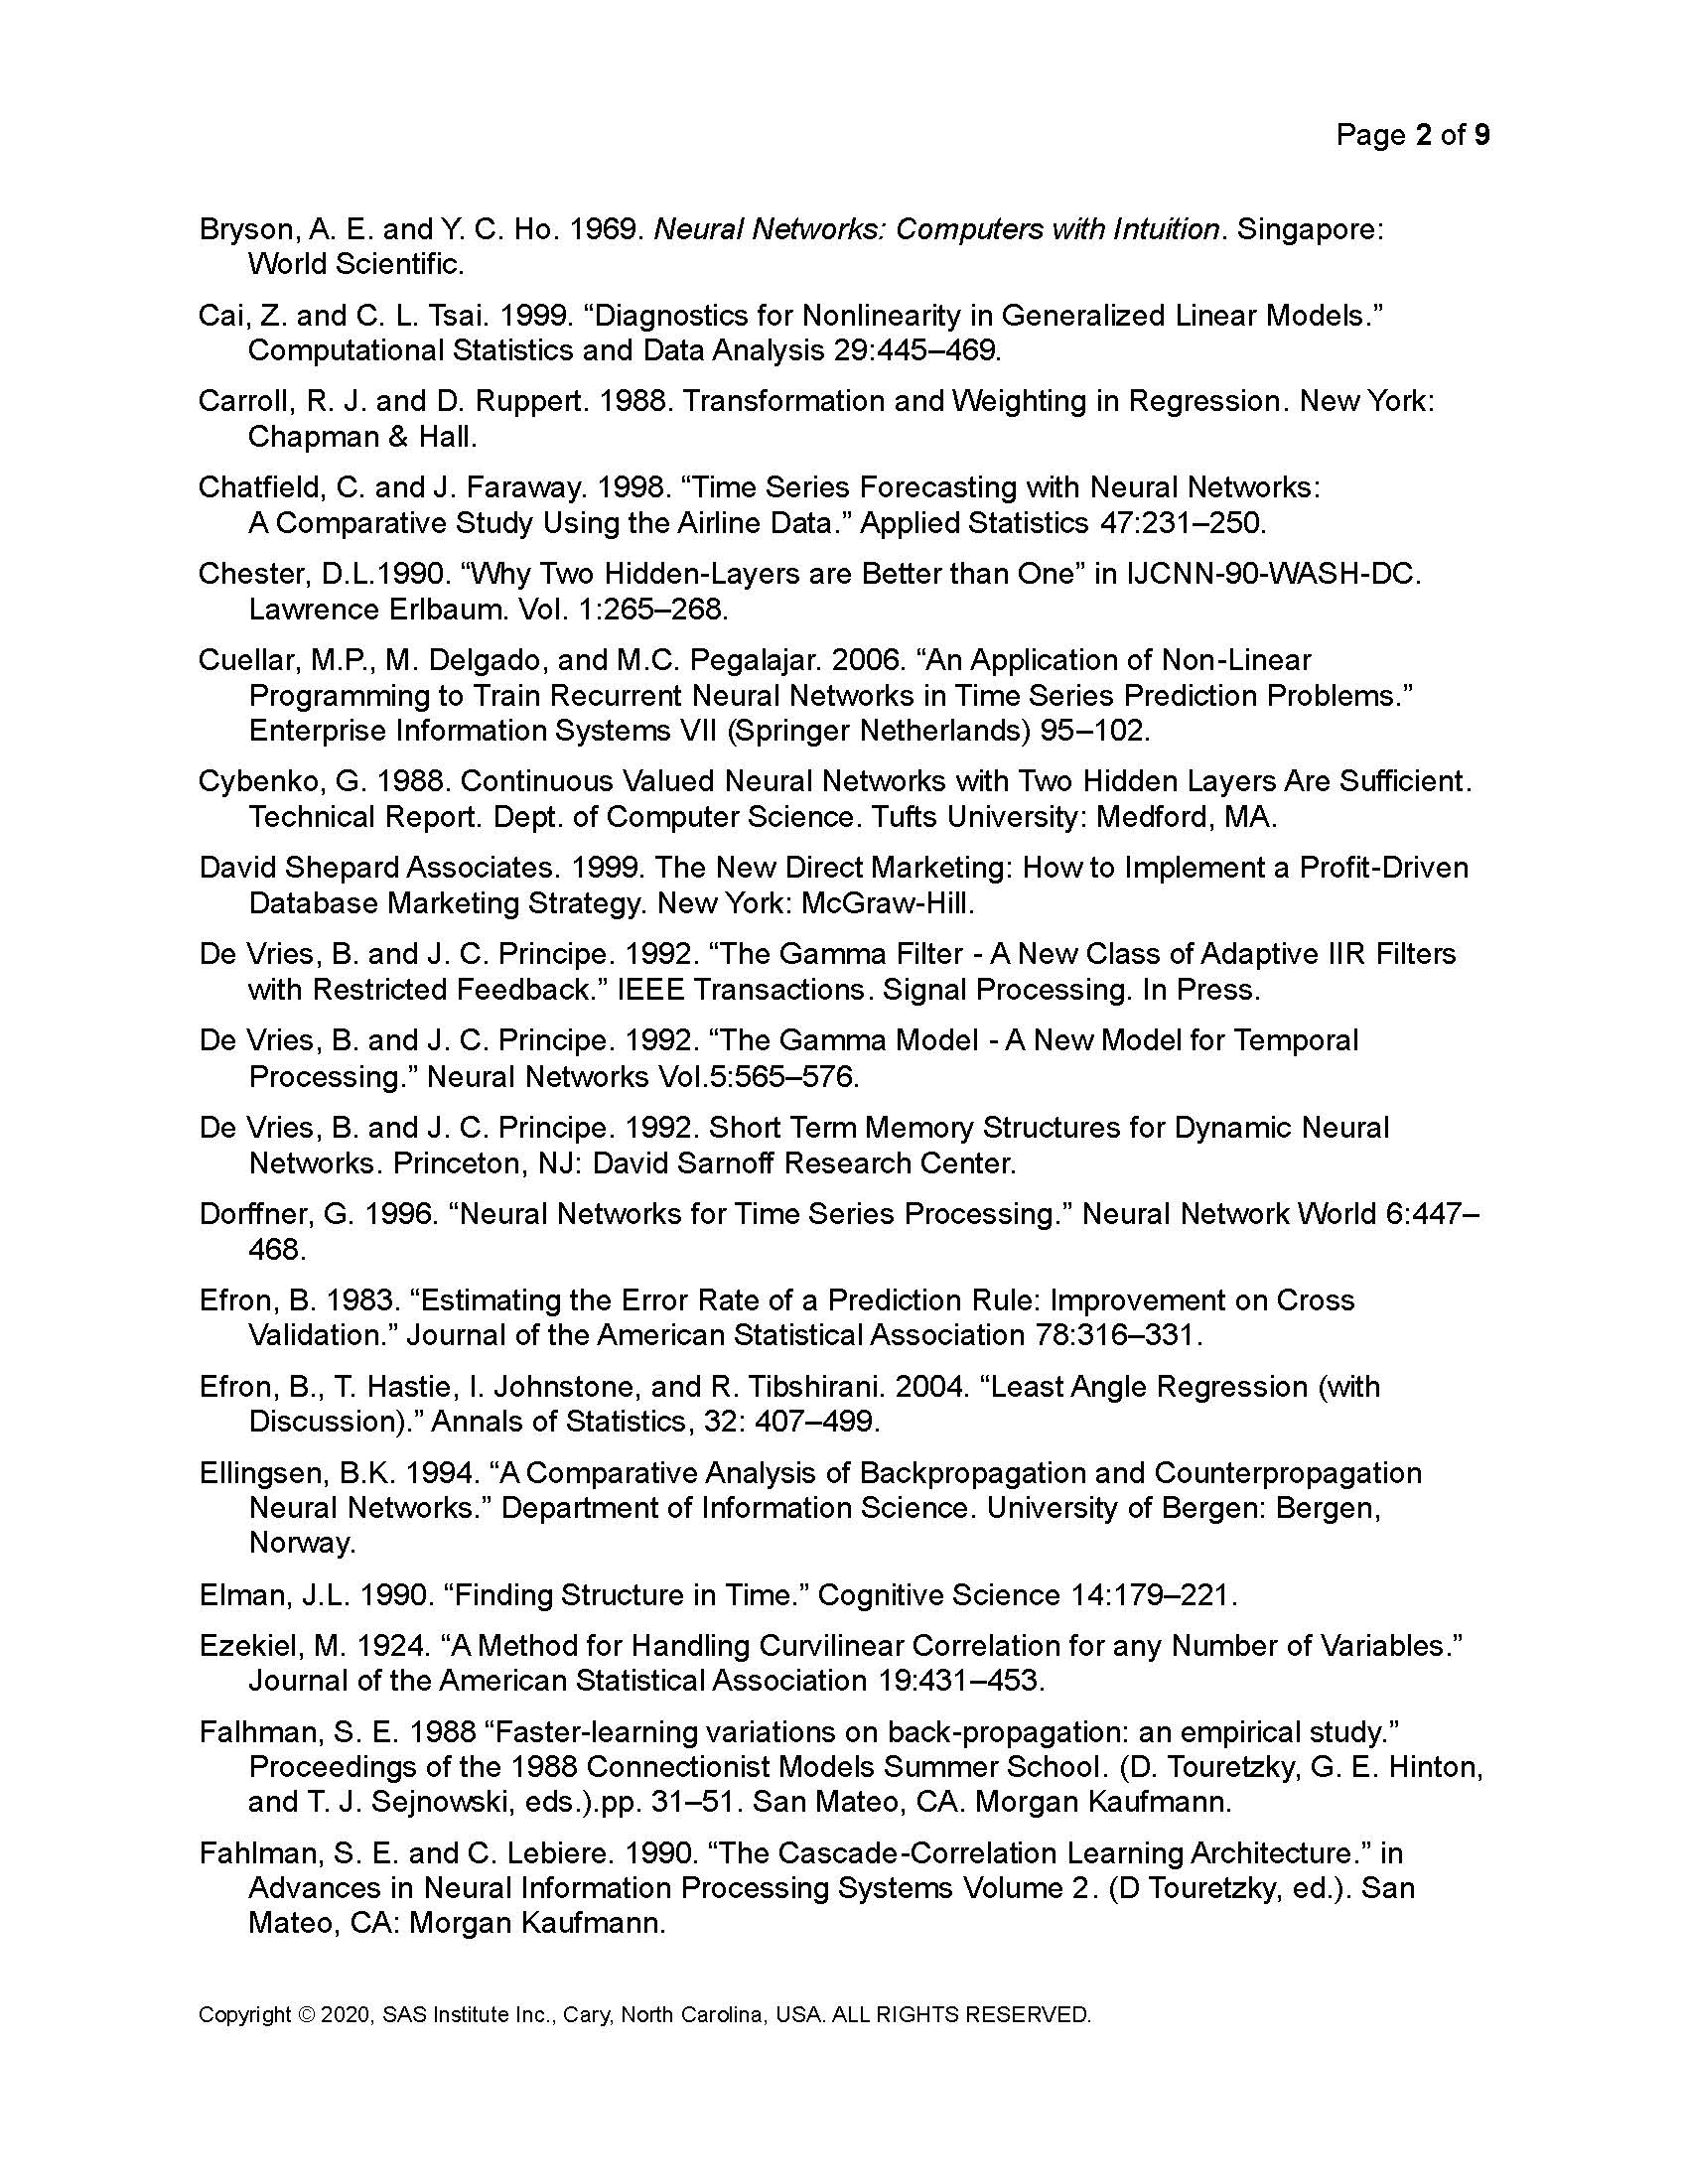 Page 2 of 9
Bryson, A. E. and Y. C. Ho. 1969. Neural Networks: Computers with Intuition. Singapore:
World Scientific.
Cai, Z. and C. L. Tsai. 1999. “Diagnostics for Nonlinearity in Generalized Linear Models.”
Computational Statistics and Data Analysis 29:445–469.
Carroll, R. J. and D. Ruppert. 1988. Transformation and Weighting in Regression. New York:
Chapman & Hall.
Chatfield, C. and J. Faraway. 1998. “Time Series Forecasting with Neural Networks:
A Comparative Study Using the Airline Data.” Applied Statistics 47:231–250.
Chester, D.L.1990. “Why Two Hidden-Layers are Better than One” in IJCNN-90-WASH-DC.
Lawrence Erlbaum. Vol. 1:265–268.
Cuellar, M.P., M. Delgado, and M.C. Pegalajar. 2006. “An Application of Non-Linear
Programming to Train Recurrent Neural Networks in Time Series Prediction Problems.”
Enterprise Information Systems VII (Springer Netherlands) 95–102.
Cybenko, G. 1988. Continuous Valued Neural Networks with Two Hidden Layers Are Sufficient.
Technical Report. Dept. of Computer Science. Tufts University: Medford, MA.
David Shepard Associates. 1999. The New Direct Marketing: How to Implement a Profit-Driven
Database Marketing Strategy. New York: McGraw-Hill.
De Vries, B. and J. C. Principe. 1992. “The Gamma Filter - A New Class of Adaptive IIR Filters
with Restricted Feedback.” IEEE Transactions. Signal Processing. In Press.
De Vries, B. and J. C. Principe. 1992. “The Gamma Model - A New Model for Temporal
Processing.” Neural Networks Vol.5:565–576.
De Vries, B. and J. C. Principe. 1992. Short Term Memory Structures for Dynamic Neural
Networks. Princeton, NJ: David Sarnoff Research Center.
Dorffner, G. 1996. “Neural Networks for Time Series Processing.” Neural Network World 6:447–
468.
Efron, B. 1983. “Estimating the Error Rate of a Prediction Rule: Improvement on Cross
Validation.” Journal of the American Statistical Association 78:316–331.
Efron, B., T. Hastie, I. Johnstone, and R. Tibshirani. 2004. “Least Angle Regression (with
Discussion).” Annals of Statistics, 32: 407–499.
Ellingsen, B.K. 1994. “A Comparative Analysis of Backpropagation and Counterpropagation
Neural Networks.” Department of Information Science. University of Bergen: Bergen,
Norway.
Elman, J.L. 1990. “Finding Structure in Time.” Cognitive Science 14:179–221.
Ezekiel, M. 1924. “A Method for Handling Curvilinear Correlation for any Number of Variables.”
Journal of the American Statistical Association 19:431–453.
Falhman, S. E. 1988 “Faster-learning variations on back-propagation: an empirical study.”
Proceedings of the 1988 Connectionist Models Summer School. (D. Touretzky, G. E. Hinton,
and T. J. Sejnowski, eds.).pp. 31–51. San Mateo, CA. Morgan Kaufmann.
Fahlman, S. E. and C. Lebiere. 1990. “The Cascade-Correlation Learning Architecture.” in
Advances in Neural Information Processing Systems Volume 2. (D Touretzky, ed.). San
Mateo, CA: Morgan Kaufmann.
Copyright © 2020, SAS Institute Inc., Cary, North Carolina, USA. ALL RIGHTS RESERVED.